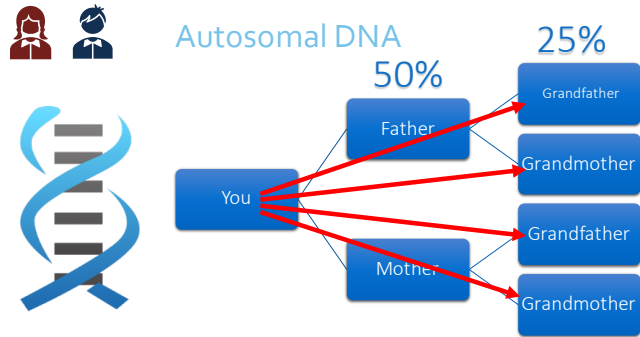 Autosomal DNA
50%
25%
You
Father
Mother
Grandfather
Grandmother
Grandfather
Grandmother